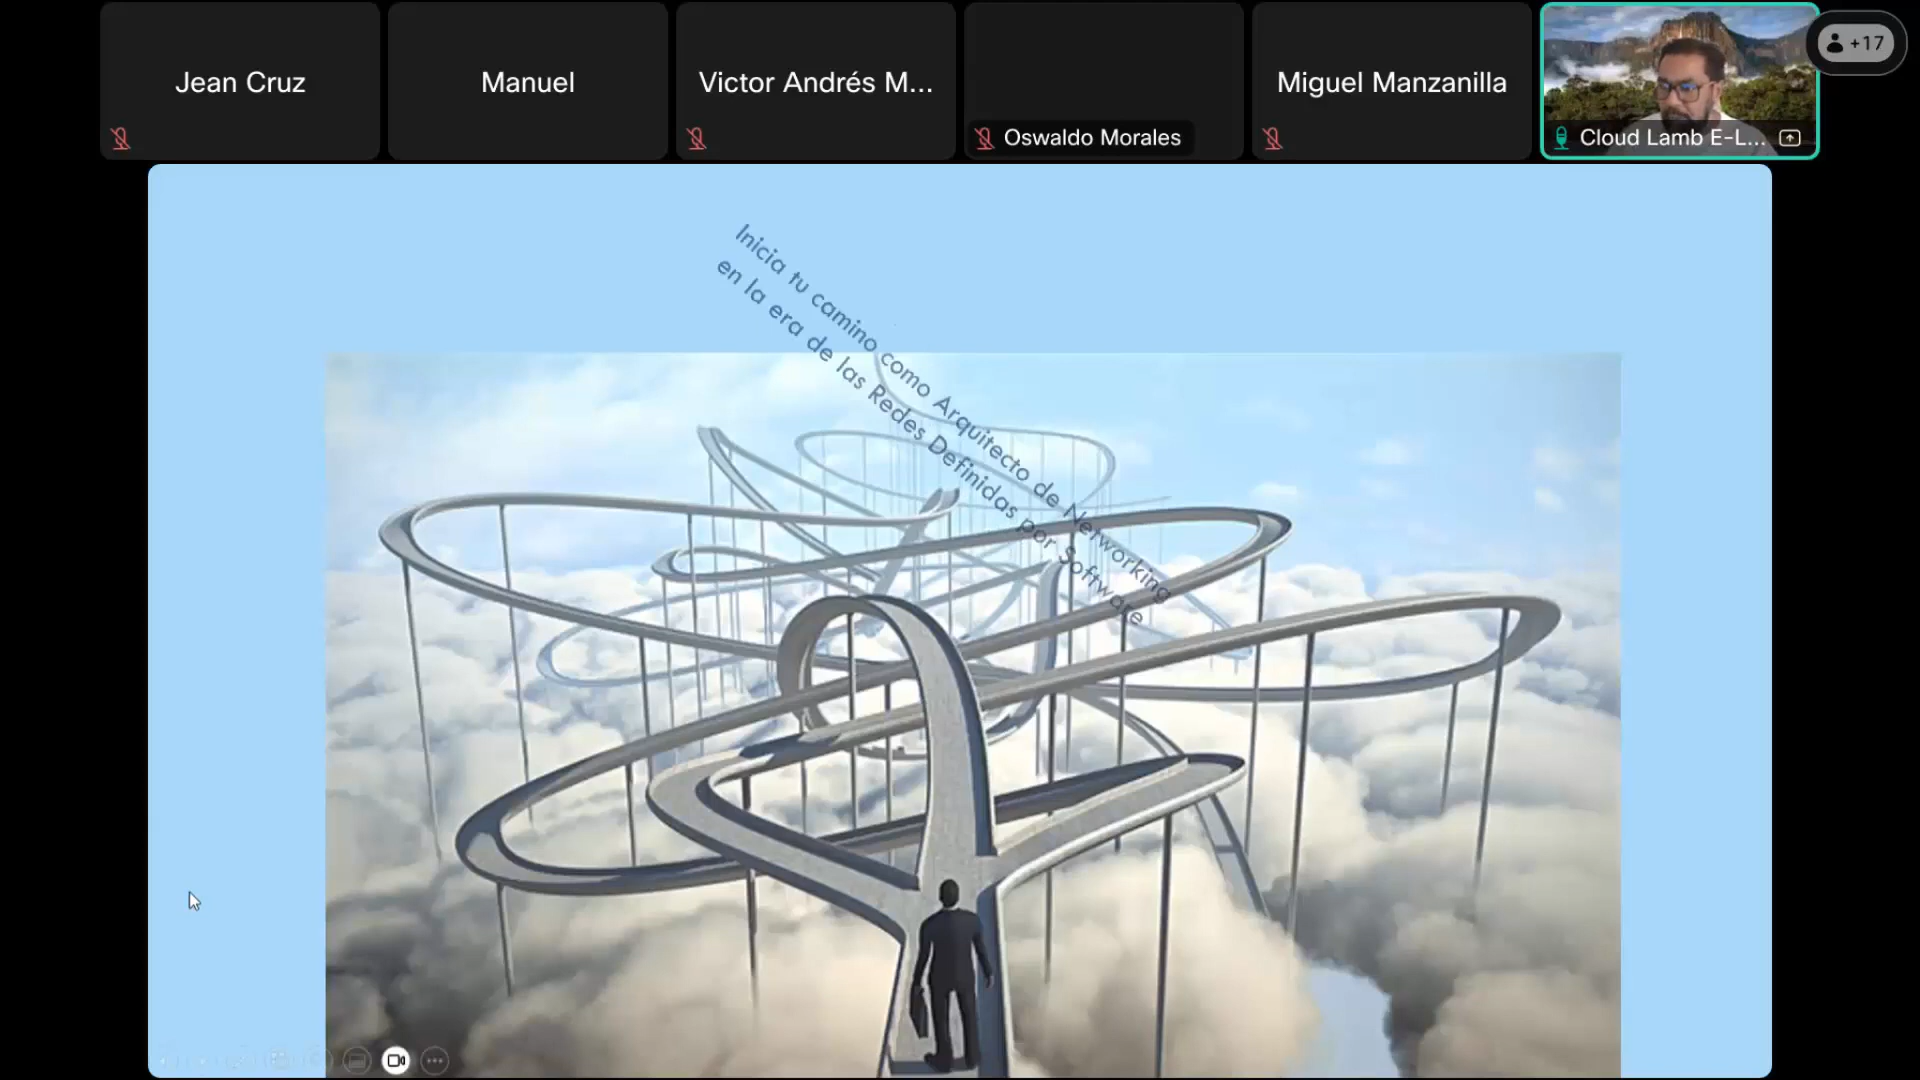 Jean Cruz
Manuel
Victor Andrés M...
Oswaldo Morales
Miguel Manzanilla
Cloud Lamb E-L...
+17
Inicia tu camino como Arquitecto de Networking
en la era de las Redes Definidas por Software